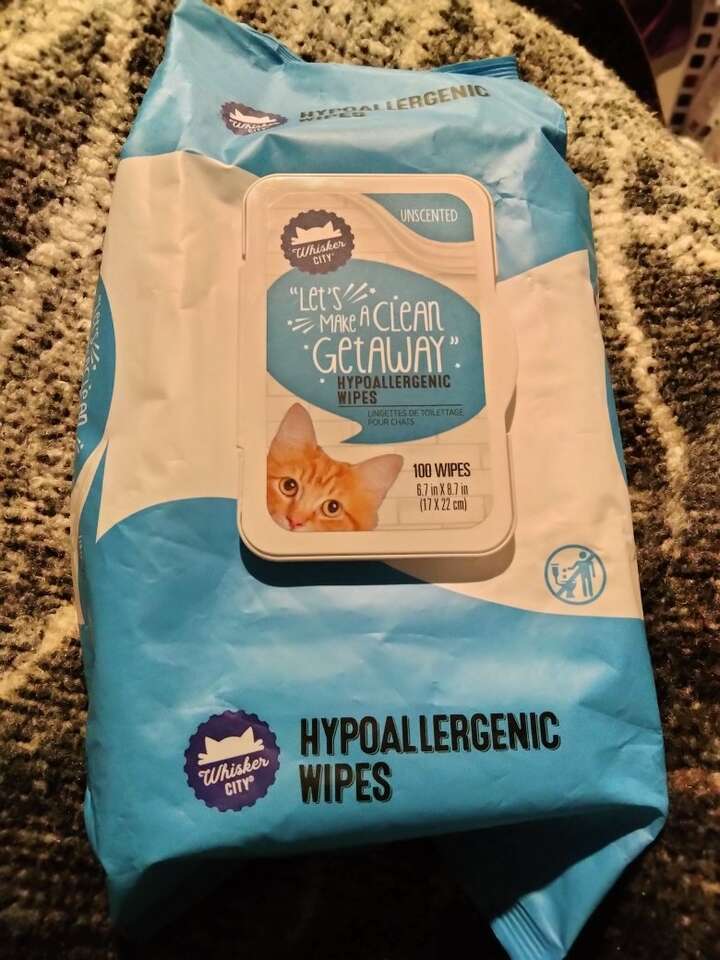 Whisker
HYPOALLERGENIC
WIPES
UNSCENTED
Whisker
CITY®
"LET'S
MAKE A CLEAN
GETAWAY"
HYPOALLERGENIC
WIPES
LINGETTES DE TOILETTAGE
POUR CHATS
100 WIPES
6.7 in X 8.7 in
(17 X 22 cm)
Whisker
CITY®
HYPOALLERGENIC
WIPES